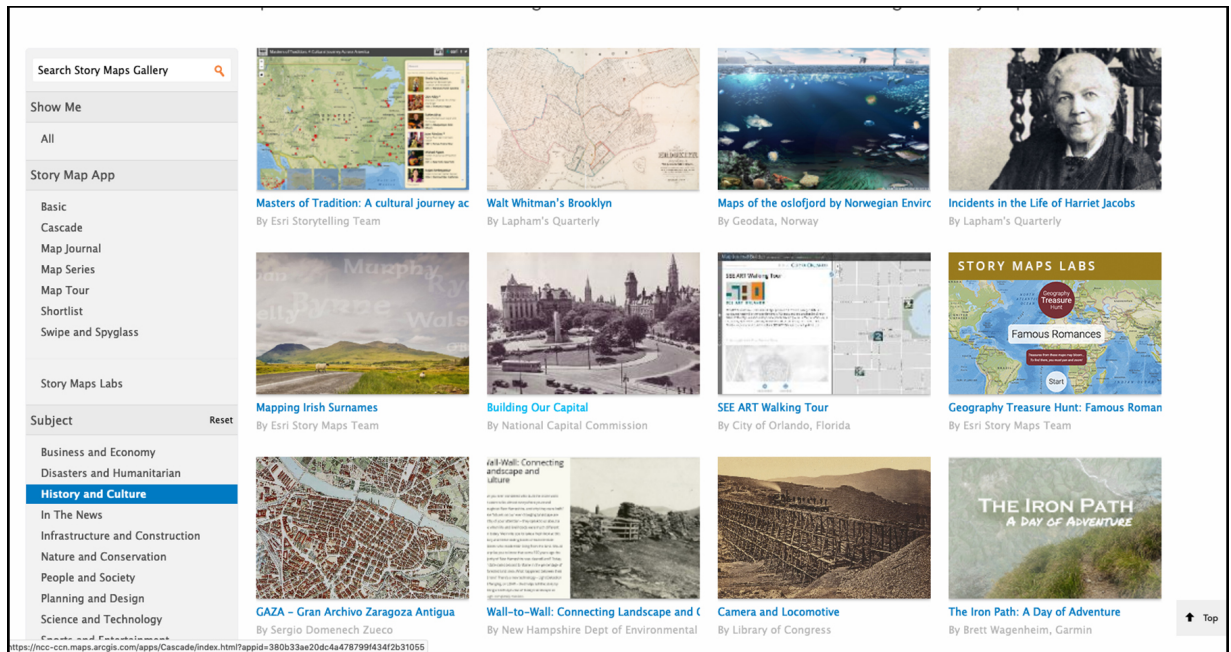 Search Story Maps Gallery
Show Me
All
Story Map App
Basic
Cascade
Map Journal
Map Series
Map Tour
Shortlist
Swipe and Spyglass
Story Maps Labs
Subject
Reset
Business and Economy
Disasters and Humanitarian
History and Culture
In The News
Infrastructure and Construction
Nature and Conservation
People and Society
Planning and Design
Science and Technology
Sports and Entertainment
Masters of Tradition: A cultural journey ac
By Esri Storytelling Team
Walt Whitman's Brooklyn
By Lapham's Quarterly
Maps of the oslofjord by Norwegian Enviro
By Geodata, Norway
Incidents in the Life of Harriet Jacobs
By Lapham's Quarterly
Murphy
Mapping Irish Surnames
By Esri Story Maps Team
Building Our Capital
By National Capital Commission
SEE ART Walking Tour
SEE ART Walking Tour
By City of Orlando, Florida
STORY MAPS LABS
Geography
Treasure
Hunt
Famous Romances
Start
Geography Treasure Hunt: Famous Roman
By Esri Story Maps Team
GAZA - Gran Archivo Zaragoza Antigua
By Sergio Domenech Zueco
Wall-Wall: Connecting
andscape and
ulture
Wall-to-Wall: Connecting Landscape and C
By New Hampshire Dept of Environmental
Camera and Locomotive
By Library of Congress
THE IRON PATH
A DAY OF ADVENTURE
The Iron Path: A Day of Adventure
By Brett Wagenheim, Garmin
Top
https://ncc-ccn.maps.arcgis.com/apps/Cascade/index.html?appid=380b33ae20dc4a478799f434f2b31055